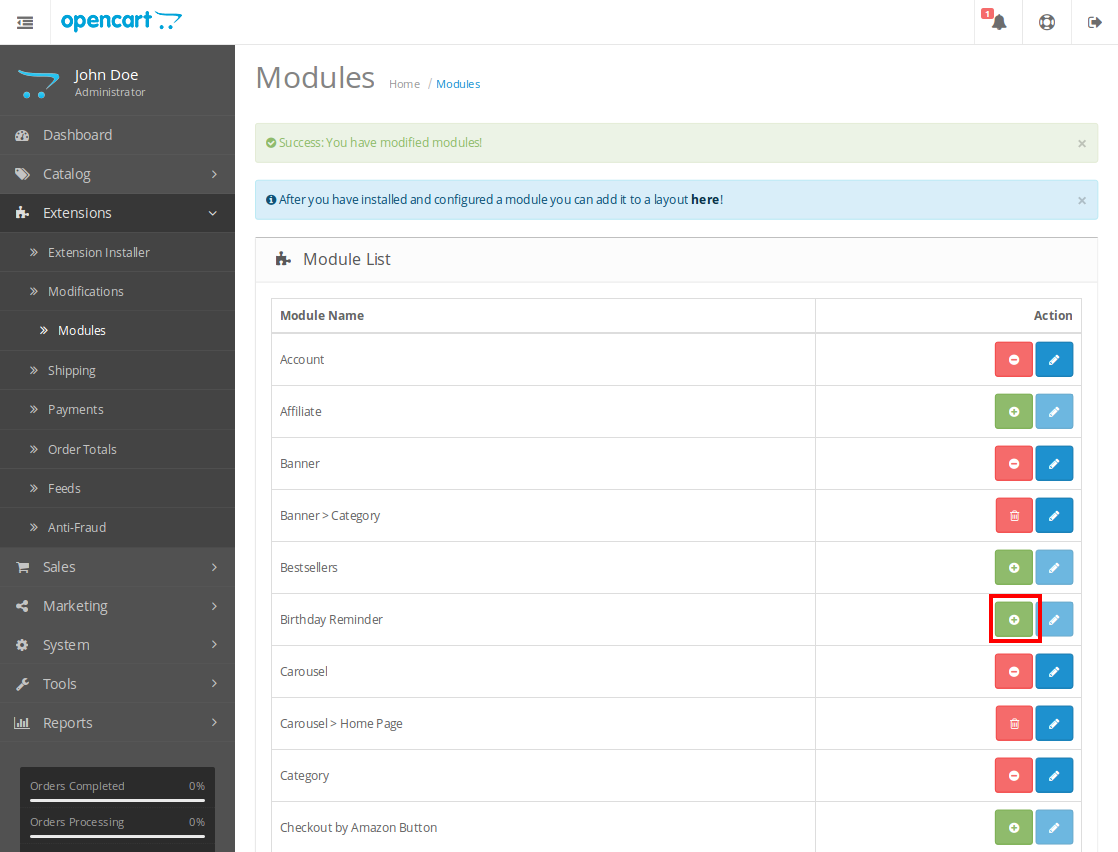 opencart
1
John Doe
Administrator
Dashboard
Catalog
Extensions
Extension Installer
Modifications
Modules
Shipping
Payments
Order Totals
Feeds
Anti-Fraud
Sales
Marketing
System
Tools
Reports
Orders Completed 0%
Orders Processing 0%
Modules Home / Modules
Success: You have modified modules! ×
After you have installed and configured a module you can add it to a layout here! ×
Module List
Module Name Action
Account
Affiliate
Banner
Banner > Category
Bestsellers
Birthday Reminder
Carousel
Carousel > Home Page
Category
Checkout by Amazon Button